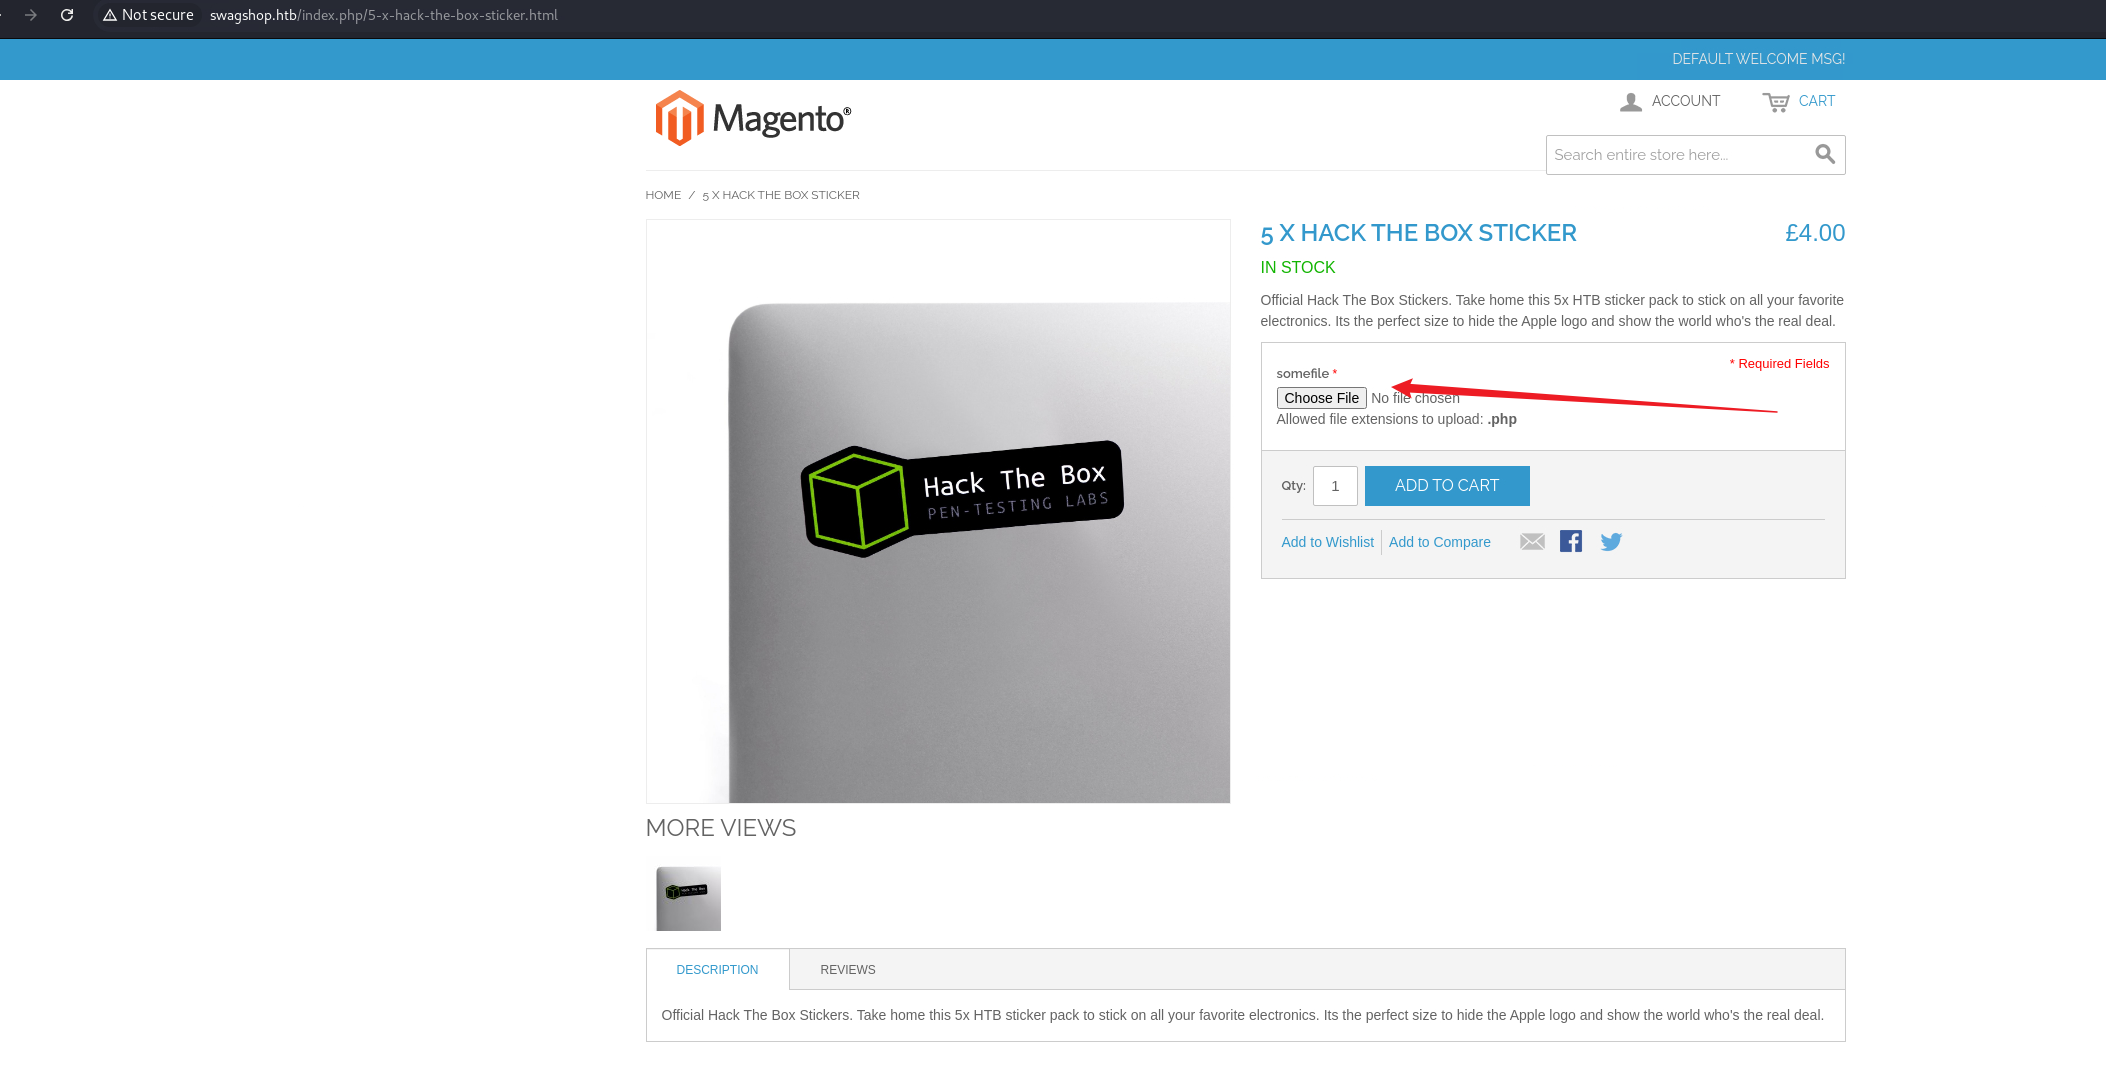 Not secure swagshop.htb/index.php/5-x-hack-the-box-sticker.html
DEFAULT WELCOME MSG!
Magento®
ACCOUNT
CART
Search entire store here...
HOME / 5 X HACK THE BOX STICKER
5 X HACK THE BOX STICKER £4.00
IN STOCK
Official Hack The Box Stickers. Take home this 5x HTB sticker pack to stick on all your favorite
electronics. Its the perfect size to hide the Apple logo and show the world who's the real deal.
* Required Fields
somefile *
Choose File No file chosen
Allowed file extensions to upload: .php
Qty: 1 ADD TO CART
Add to Wishlist Add to Compare
Hack The Box
PEN-TESTING LABS
MORE VIEWS
Hack The Box
DESCRIPTION REVIEWS
Official Hack The Box Stickers. Take home this 5x HTB sticker pack to stick on all your favorite electronics. Its the perfect size to hide the Apple logo and show the world who's the real deal.